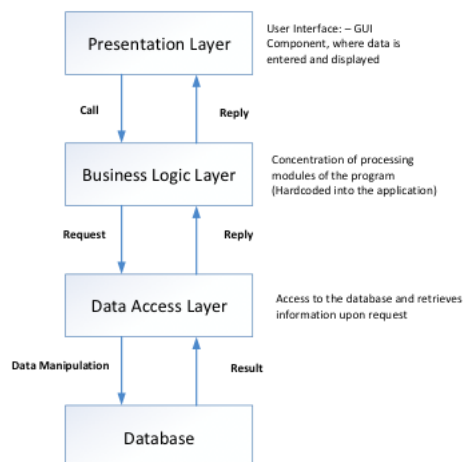 Presentation Layer
User Interface: – GUI
Component, where data is
entered and displayed
Call
Reply
Business Logic Layer
Concentration of processing
modules of the program
(Hardcoded into the application)
Request
Reply
Data Access Layer
Access to the database and retrieves
information upon request
Data Manipulation
Result
Database